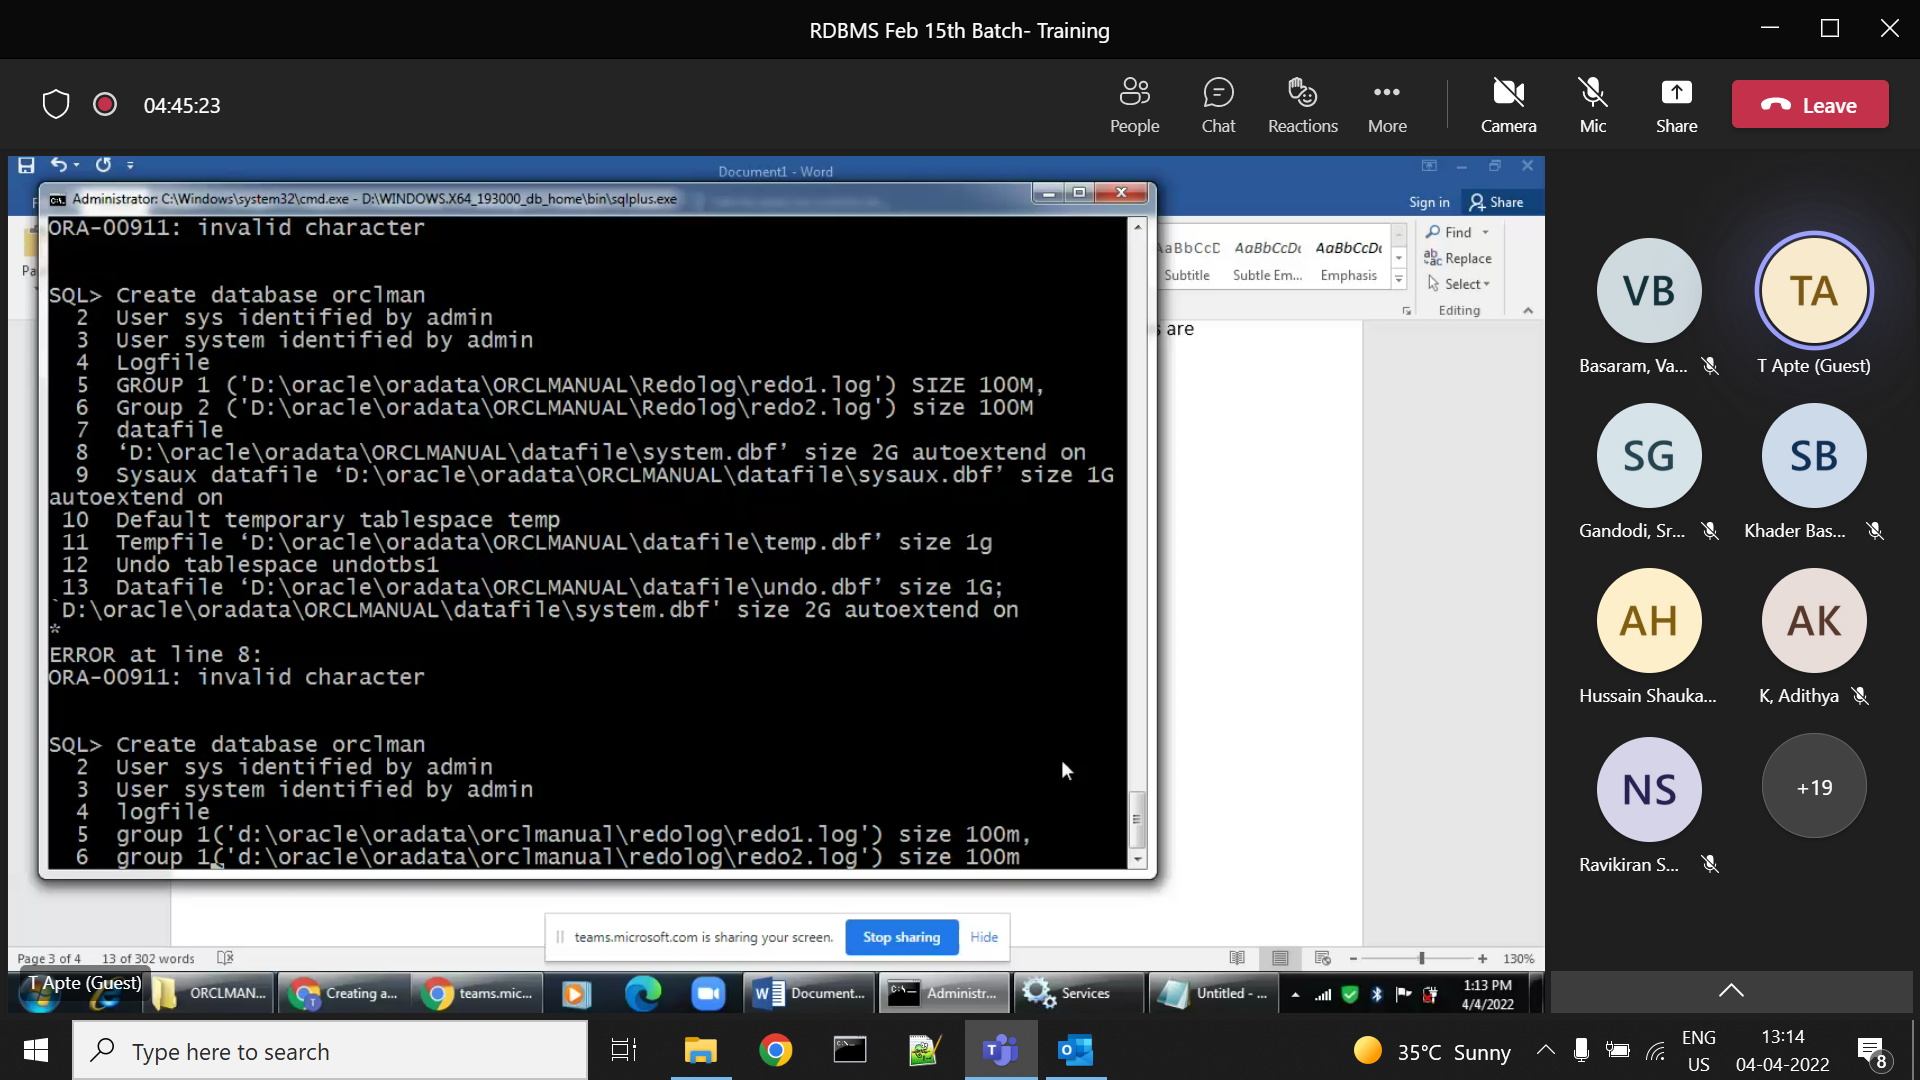 RDBMS Feb 15th Batch- Training
04:45:23
People
Chat
Reactions
More
Camera
Mic
Share
Leave
Document1 - Word
Administrator: C:\Windows\system32\cmd.exe - D:\WINDOWS.X64_193000_db_home\bin\sqlplus.exe
Sign in
Share
ORA-00911: invalid character
SQL> Create database orclman
2 User sys identified by admin
3 User system identified by admin
4 Logfile
5 GROUP 1 ('D:\oracle\oradata\ORCLMANUAL\Redolog\redo1.log') SIZE 100M,
6 Group 2 ('D:\oracle\oradata\ORCLMANUAL\Redolog\redo2.log') size 100M
7 datafile
8 ‘D:\oracle\oradata\ORCLMANUAL\datafile\system.dbf’ size 2G autoextend on
9 Sysaux datafile ‘D:\oracle\oradata\ORCLMANUAL\datafile\sysaux.dbf’ size 1G
autoextend on
10 Default temporary tablespace temp
11 Tempfile ‘D:\oracle\oradata\ORCLMANUAL\datafile\temp.dbf’ size 1g
12 Undo tablespace undotbs1
13 Datafile ‘D:\oracle\oradata\ORCLMANUAL\datafile\undo.dbf’ size 1G;
`D:\oracle\oradata\ORCLMANUAL\datafile\system.dbf' size 2G autoextend on
*
ERROR at line 8:
ORA-00911: invalid character
SQL> Create database orclman
2 User sys identified by admin
3 User system identified by admin
4 logfile
5 group 1('d:\oracle\oradata\orclmanual\redolog\redo1.log') size 100m,
6 group 1('d:\oracle\oradata\orclmanual\redolog\redo2.log') size 100m
Pa
AaBbCcD AaBbCcDc AaBbCcDc
Subtitle Subtle Em... Emphasis
Find
Replace
Select
Editing
s are
VB
Basaram, Va...
TA
T Apte (Guest)
SG
Gandodi, Sr...
SB
Khader Bas...
AH
Hussain Shauka...
AK
K, Adithya
NS
Ravikiran S...
+19
teams.microsoft.com is sharing your screen.
Stop sharing
Hide
Page 3 of 4 13 of 302 words
130%
T Apte (Guest)
ORCLMAN...
Creating a...
teams.mic...
Document...
Administr...
Services
Untitled - ...
1:13 PM
4/4/2022
Type here to search
35°C Sunny
ENG
US
13:14
04-04-2022
8